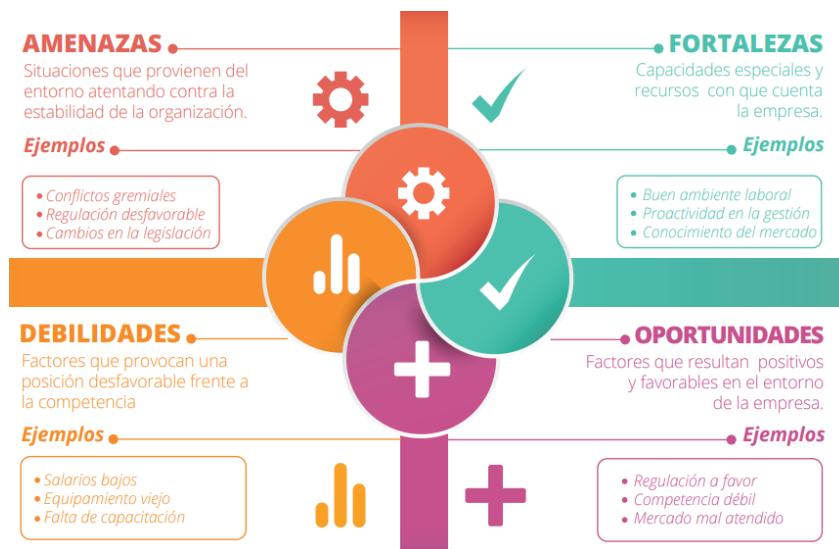 AMENAZAS
Situaciones que provienen del
entorno atentando contra la
estabilidad de la organización.
Ejemplos
• Conflictos gremiales
• Regulación desfavorable
• Cambios en la legislación
FORTALEZAS
Capacidades especiales y
recursos con que cuenta
la empresa.
Ejemplos
• Buen ambiente laboral
• Proactividad en la gestión
• Conocimiento del mercado
DEBILIDADES
Factores que provocan una
posición desfavorable frente a
la competencia
Ejemplos
• Salarios bajos
• Equipamiento viejo
• Falta de capacitación
OPORTUNIDADES
Factores que resultan positivos
y favorables en el entorno
de la empresa.
Ejemplos
• Regulación a favor
• Competencia débil
• Mercado mal atendido